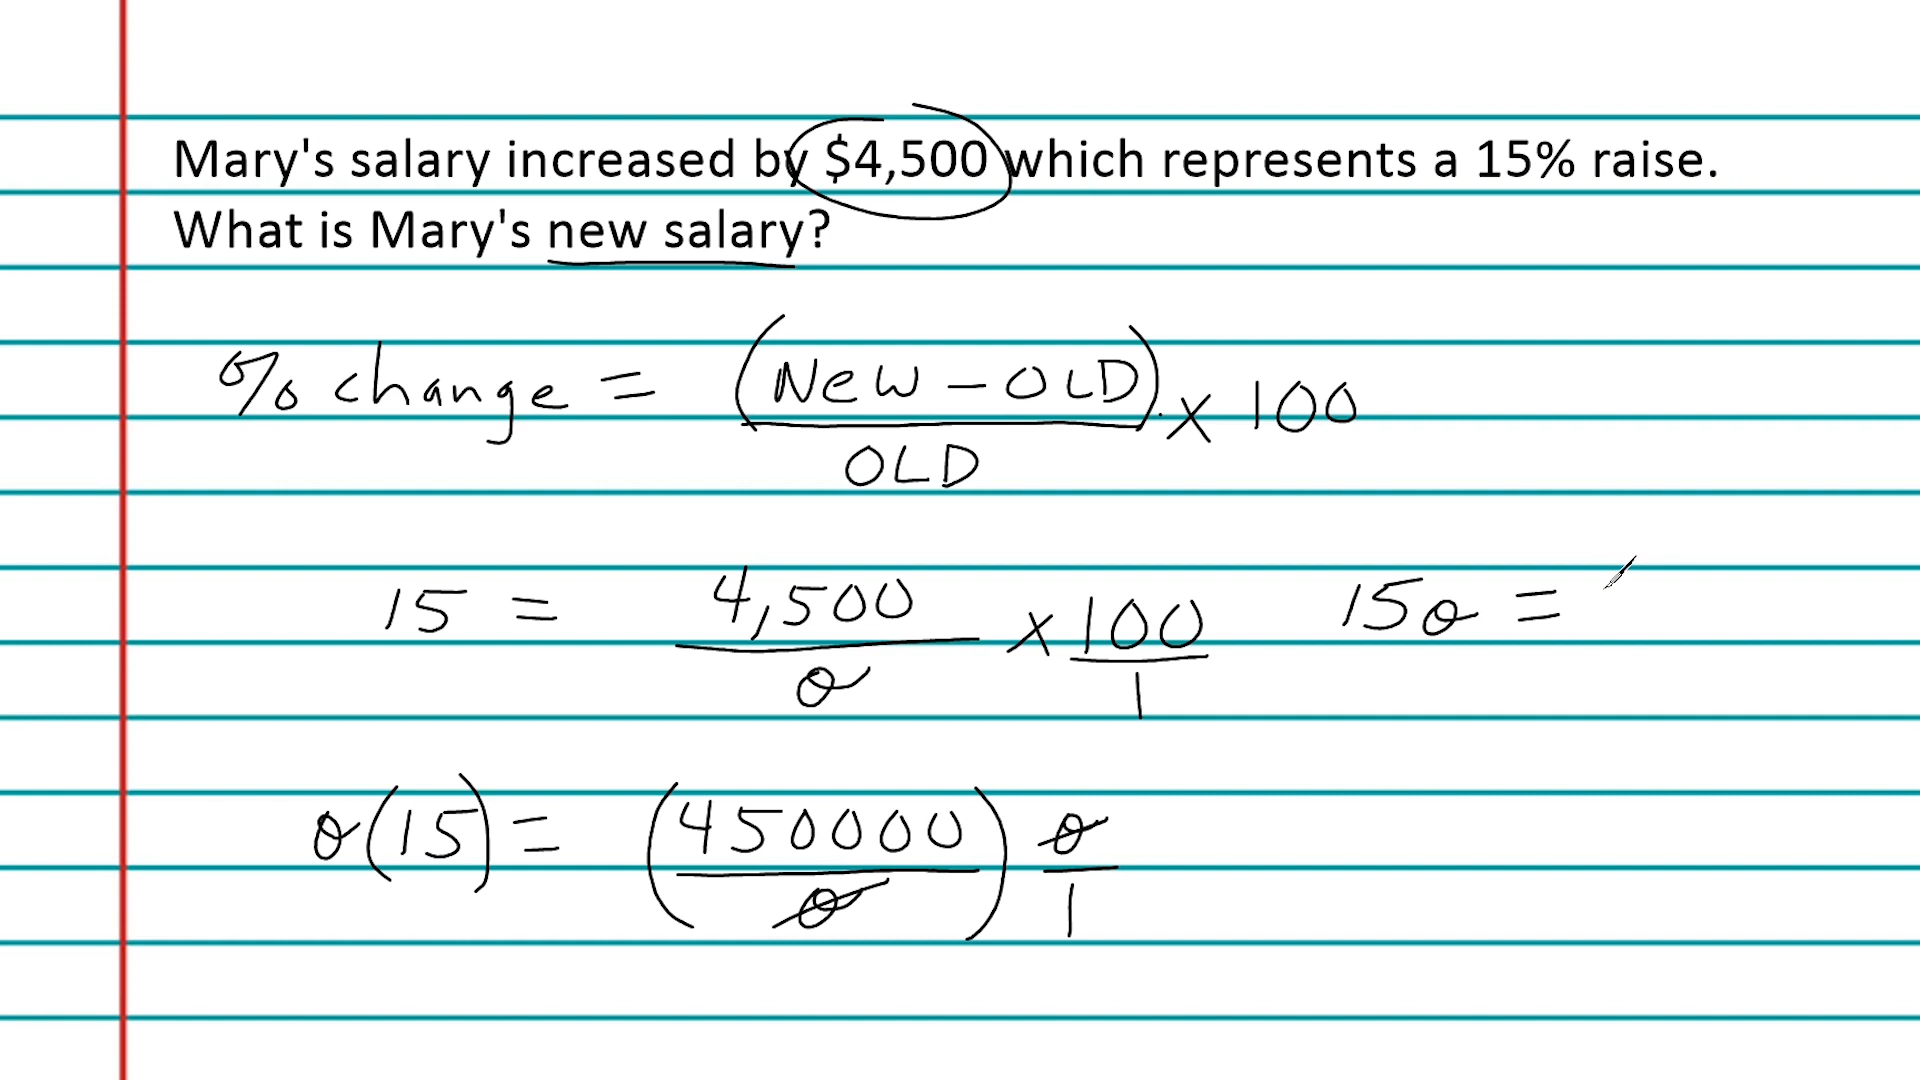 Mary's salary increased by $4,500 which represents a 15% raise.
What is Mary's new salary?
% change = (New - OLD) / OLD x 100
15 = 4,500 / o x 100 / 1
15o =
o(15) = (450000 / o) o / 1